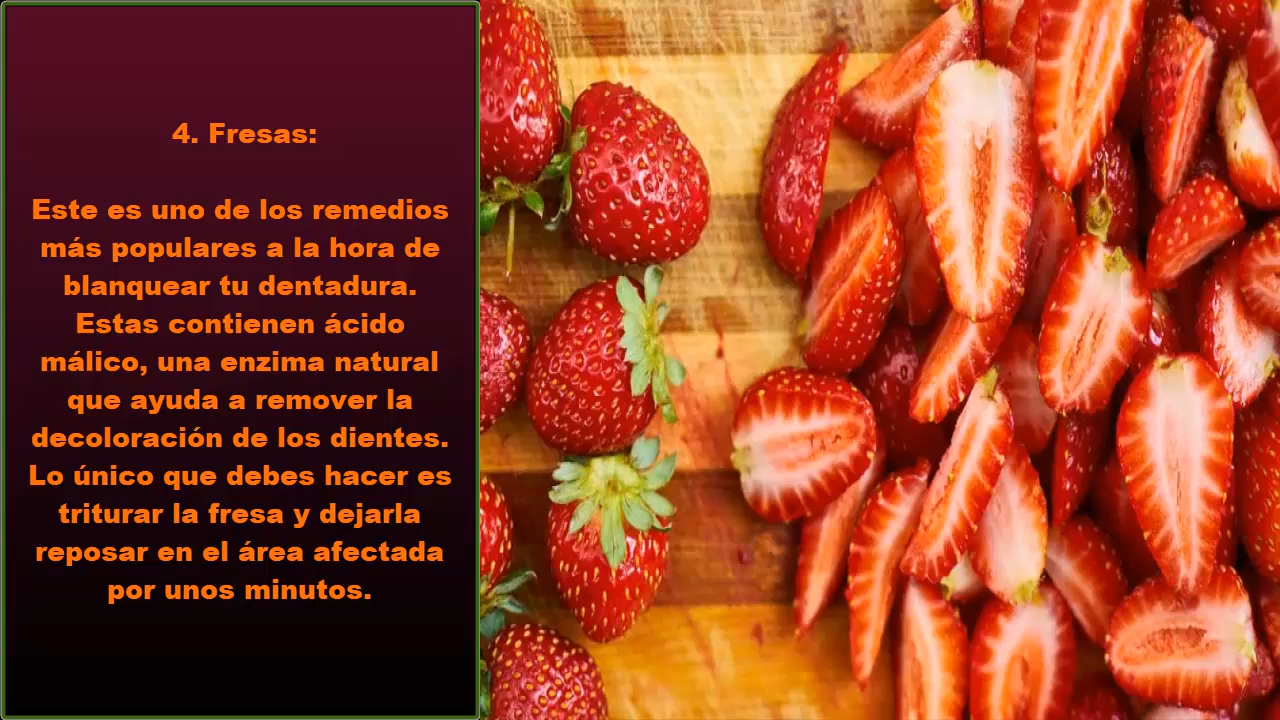 4. Fresas:
Este es uno de los remedios
más populares a la hora de
blanquear tu dentadura.
Estas contienen ácido
málico, una enzima natural
que ayuda a remover la
decoloración de los dientes.
Lo único que debes hacer es
triturar la fresa y dejarla
reposar en el área afectada
por unos minutos.